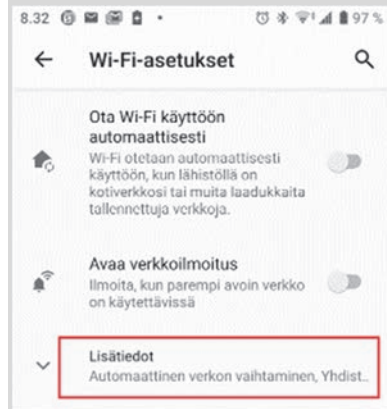 8.32 97 %
Wi-Fi-asetukset
Ota Wi-Fi käyttöön
automaattisesti
Wi-Fi otetaan automaattisesti
käyttöön, kun lähistöllä on
kotiverkkosi tai muita laadukkaita
tallennettuja verkkoja.
Avaa verkkoilmoitus
Ilmoita, kun parempi avoin verkko
on käytettävissä
Lisätiedot
Automaattinen verkon vaihtaminen, Yhdist..